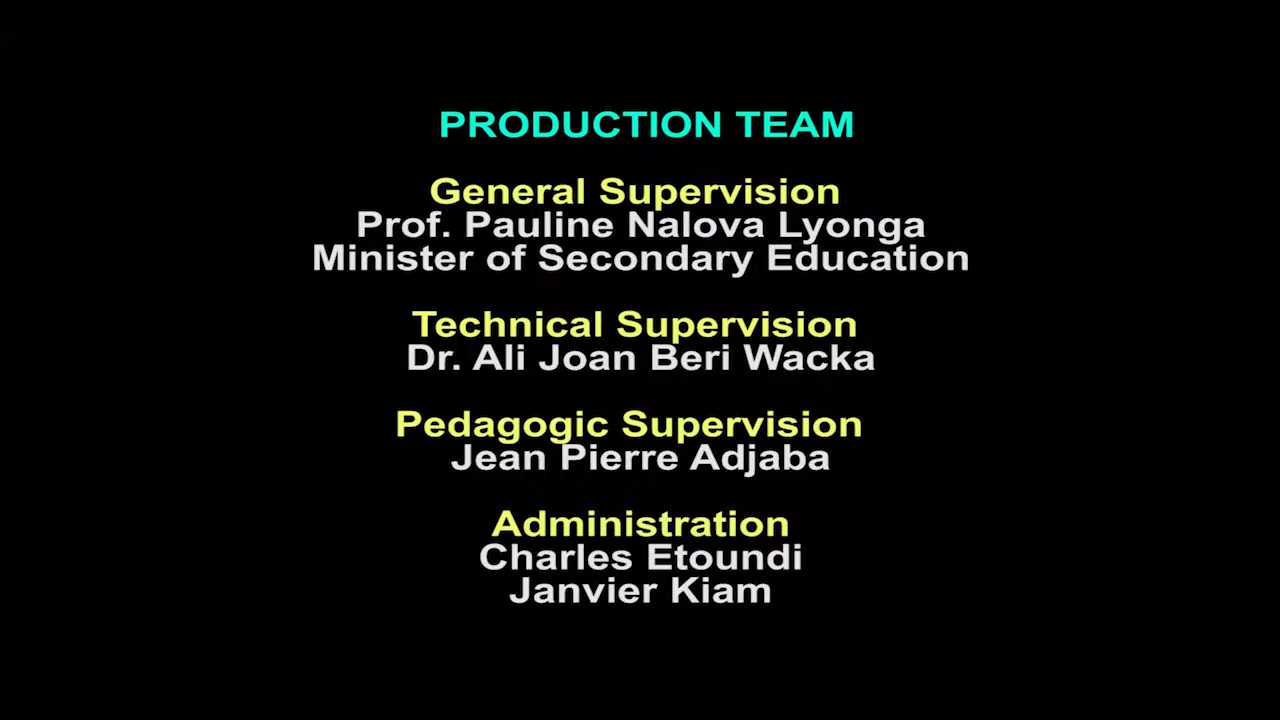 PRODUCTION TEAM
General Supervision
Prof. Pauline Nalova Lyonga
Minister of Secondary Education
Technical Supervision
Dr. Ali Joan Beri Wacka
Pedagogic Supervision
Jean Pierre Adjaba
Administration
Charles Etoundi
Janvier Kiam